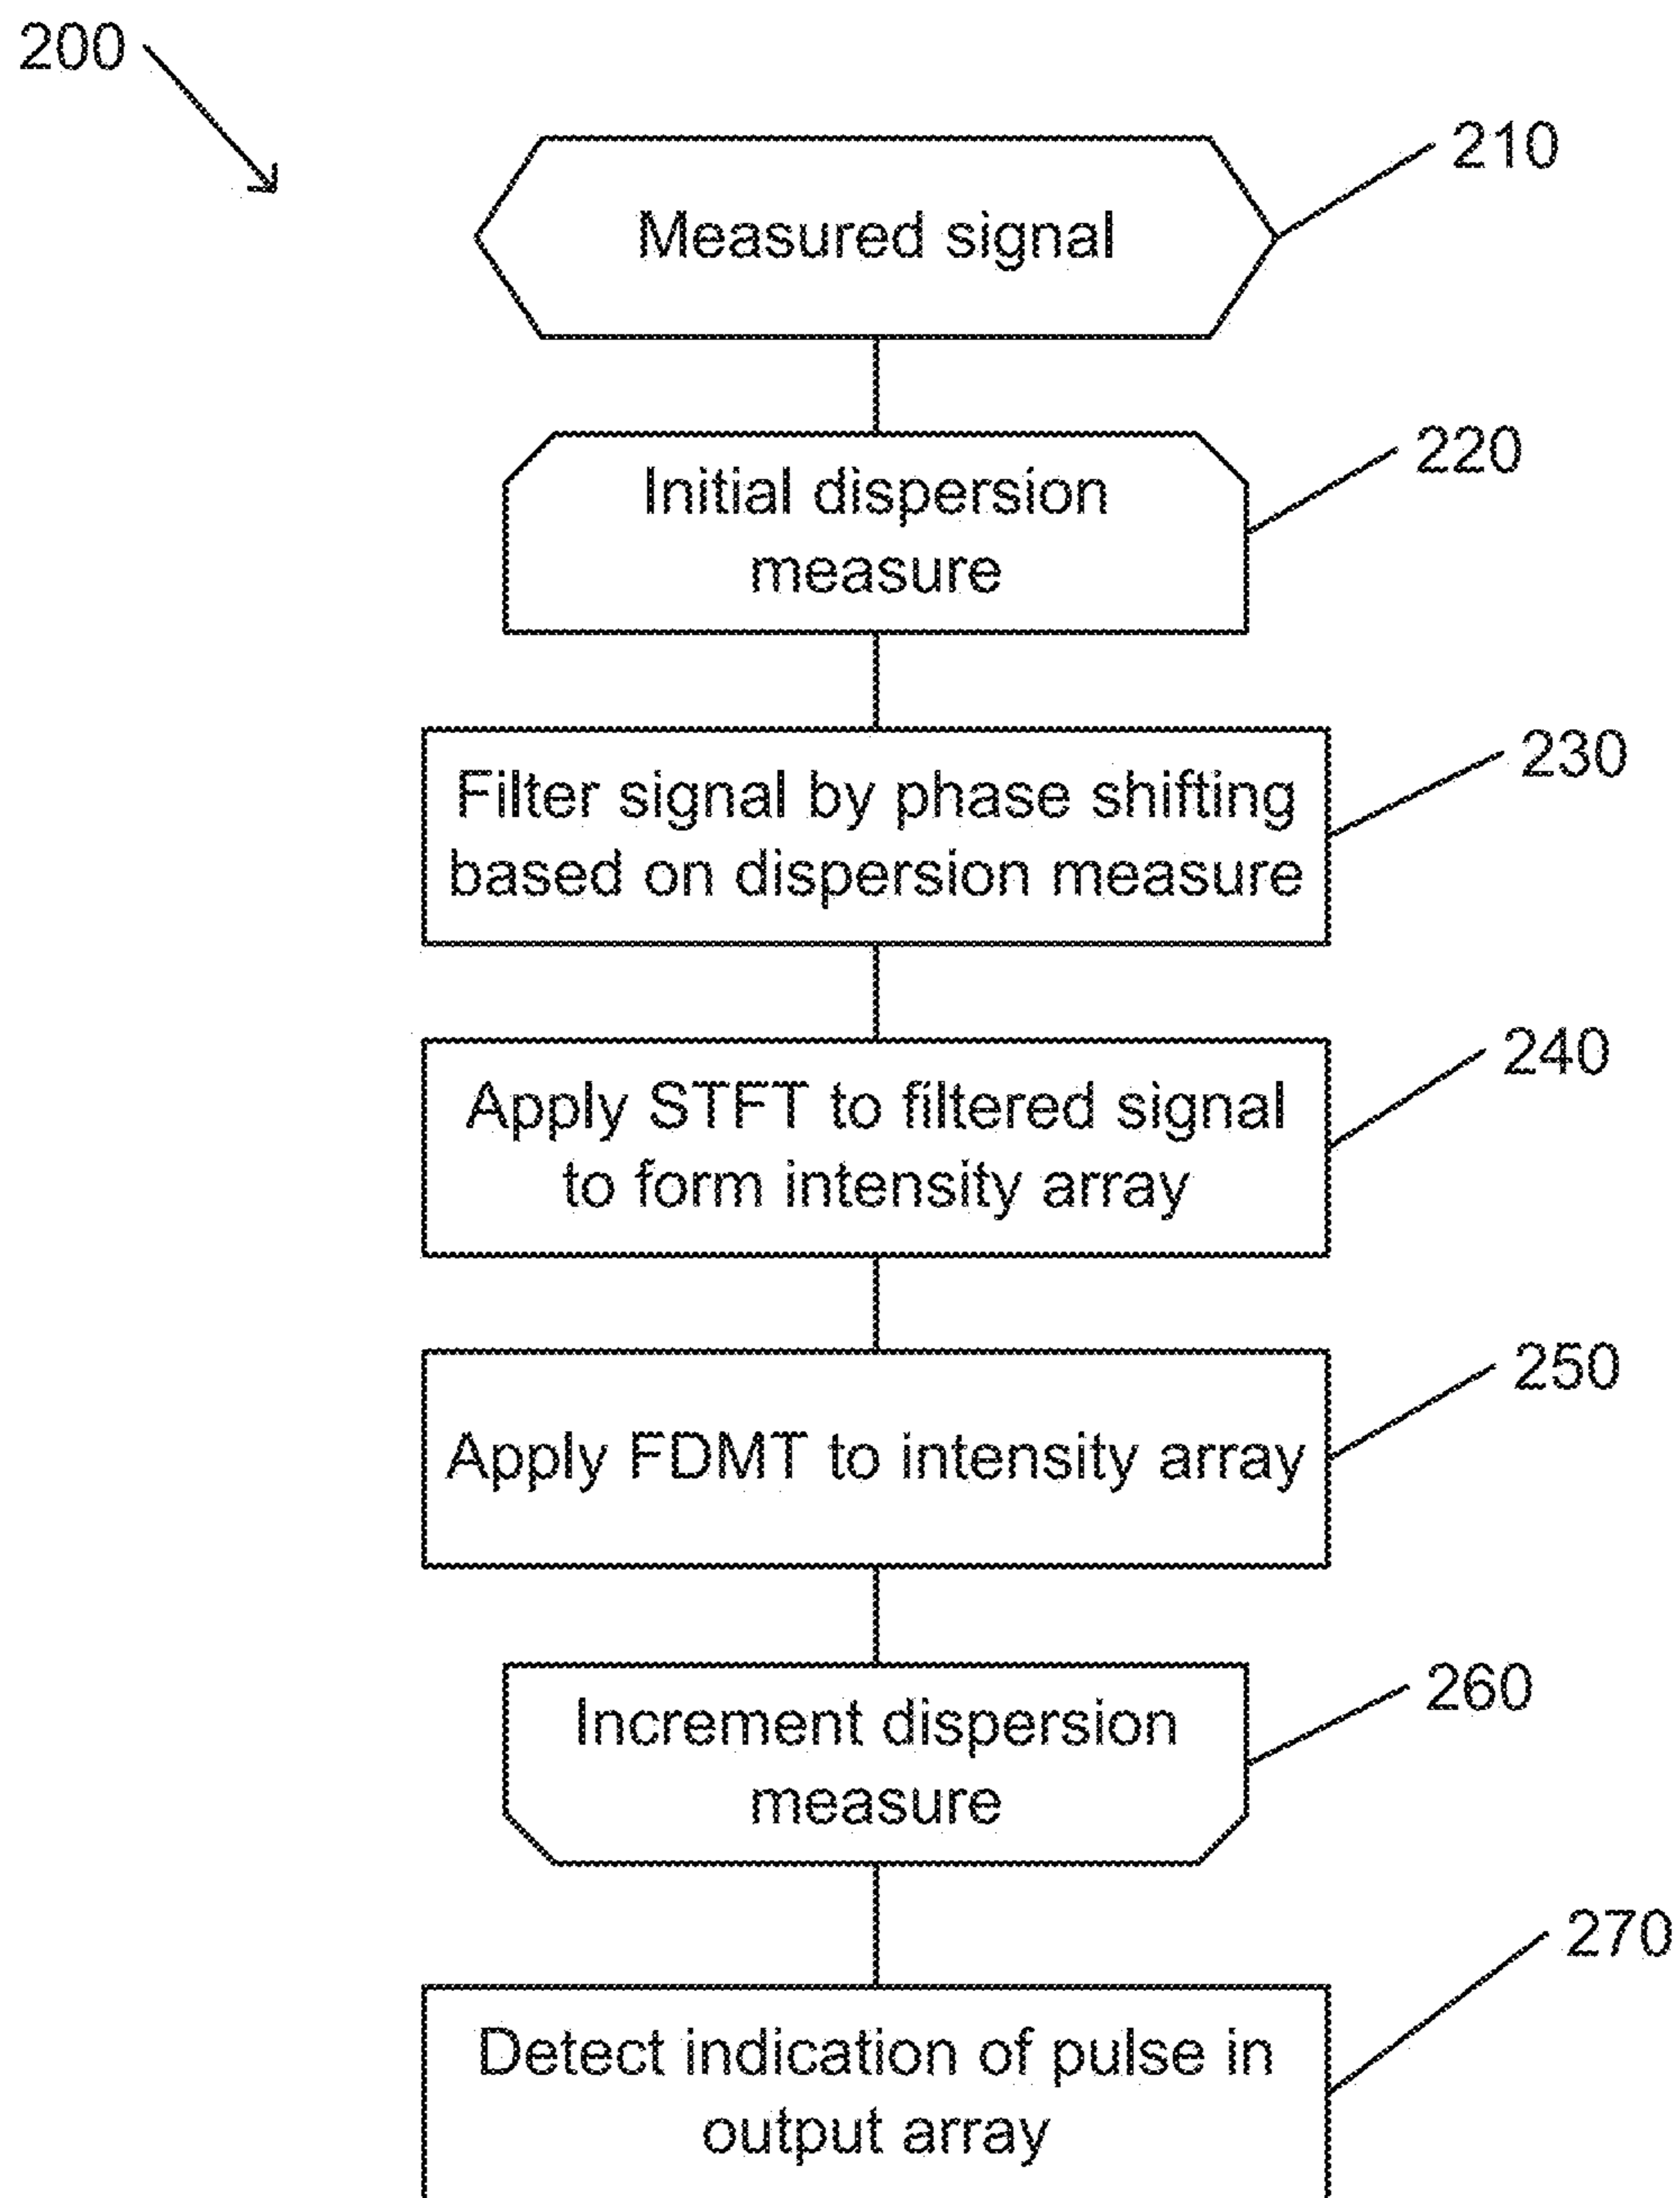 200
210
Measured signal
220
Initial dispersion
measure
230
Filter signal by phase shifting
based on dispersion measure
240
Apply STFT to filtered signal
to form intensity array
250
Apply FDMT to intensity array
260
Increment dispersion
measure
270
Detect indication of pulse in
output array